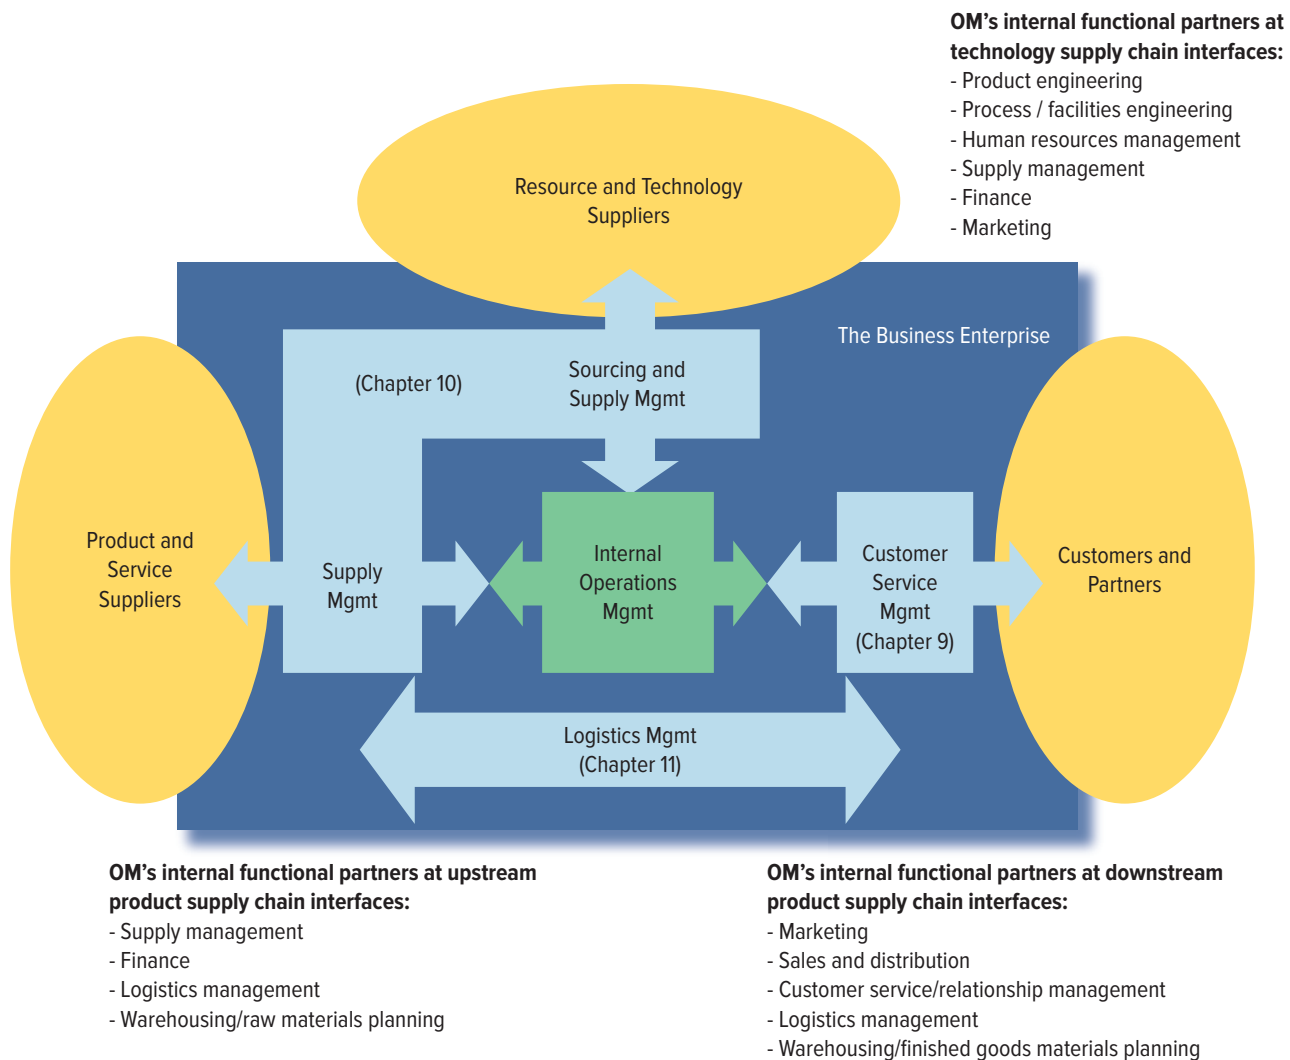 OM’s internal functional partners at
technology supply chain interfaces:
- Product engineering
- Process / facilities engineering
- Human resources management
- Supply management
- Finance
- Marketing
Resource and Technology
Suppliers
The Business Enterprise
(Chapter 10)
Sourcing and
Supply Mgmt
Product and
Service
Suppliers
Supply
Mgmt
Internal
Operations
Mgmt
Customer
Service
Mgmt
(Chapter 9)
Customers and
Partners
Logistics Mgmt
(Chapter 11)
OM’s internal functional partners at upstream
product supply chain interfaces:
- Supply management
- Finance
- Logistics management
- Warehousing/raw materials planning
OM’s internal functional partners at downstream
product supply chain interfaces:
- Marketing
- Sales and distribution
- Customer service/relationship management
- Logistics management
- Warehousing/finished goods materials planning